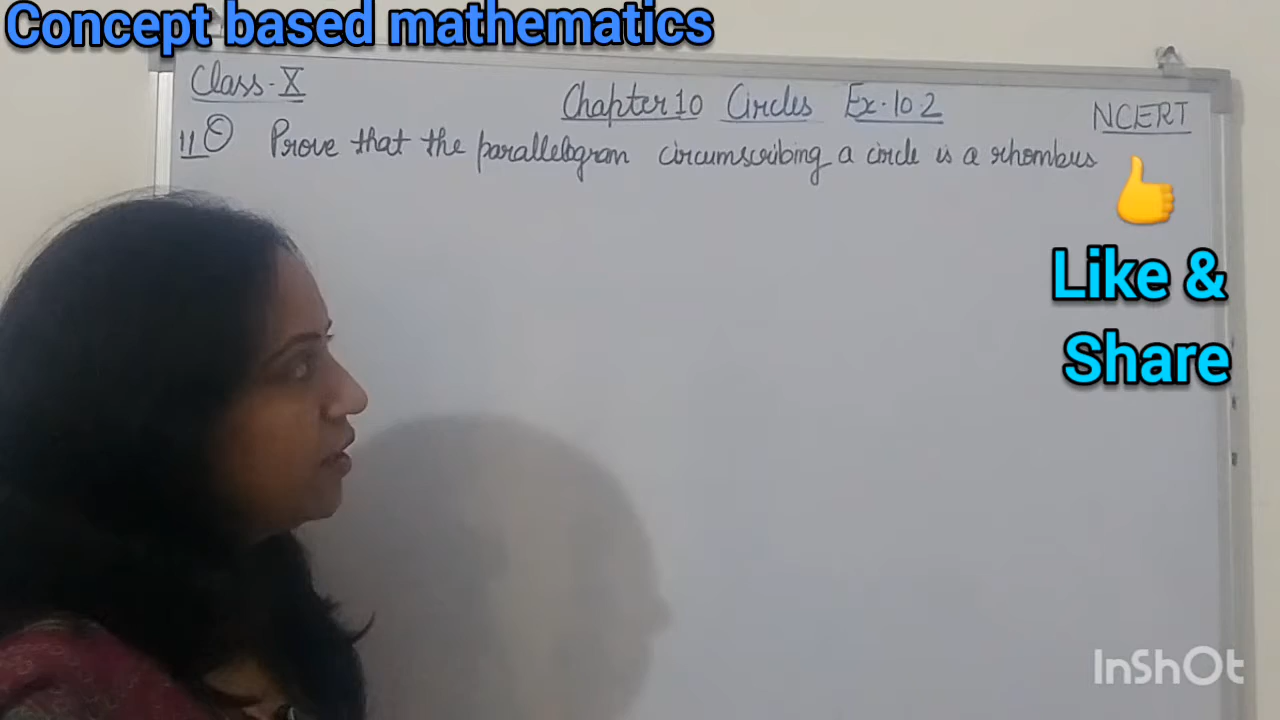 Concept based mathematics
Class-X
Chapter 10 Circles Ex.10.2
NCERT
11 Q Prove that the parallelogram circumscribing a circle is a rhombus
Like &
Share
InShOt